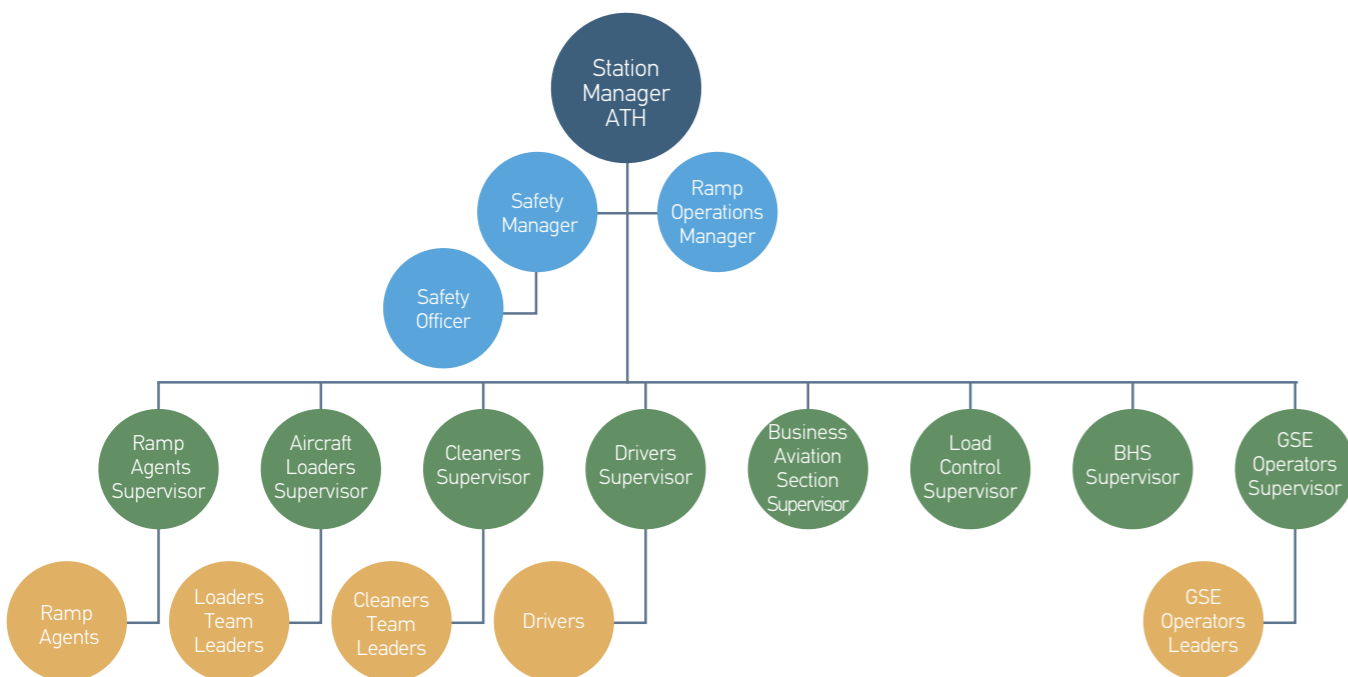 Station
Manager
ATH
Safety
Manager
Ramp
Operations
Manager
Safety
Officer
Ramp
Agents
Supervisor
Aircraft
Loaders
Supervisor
Cleaners
Supervisor
Drivers
Supervisor
Business
Aviation
Section
Supervisor
Load
Control
Supervisor
BHS
Supervisor
GSE
Operators
Supervisor
Ramp
Agents
Loaders
Team
Leaders
Cleaners
Team
Leaders
Drivers
GSE
Operators
Leaders